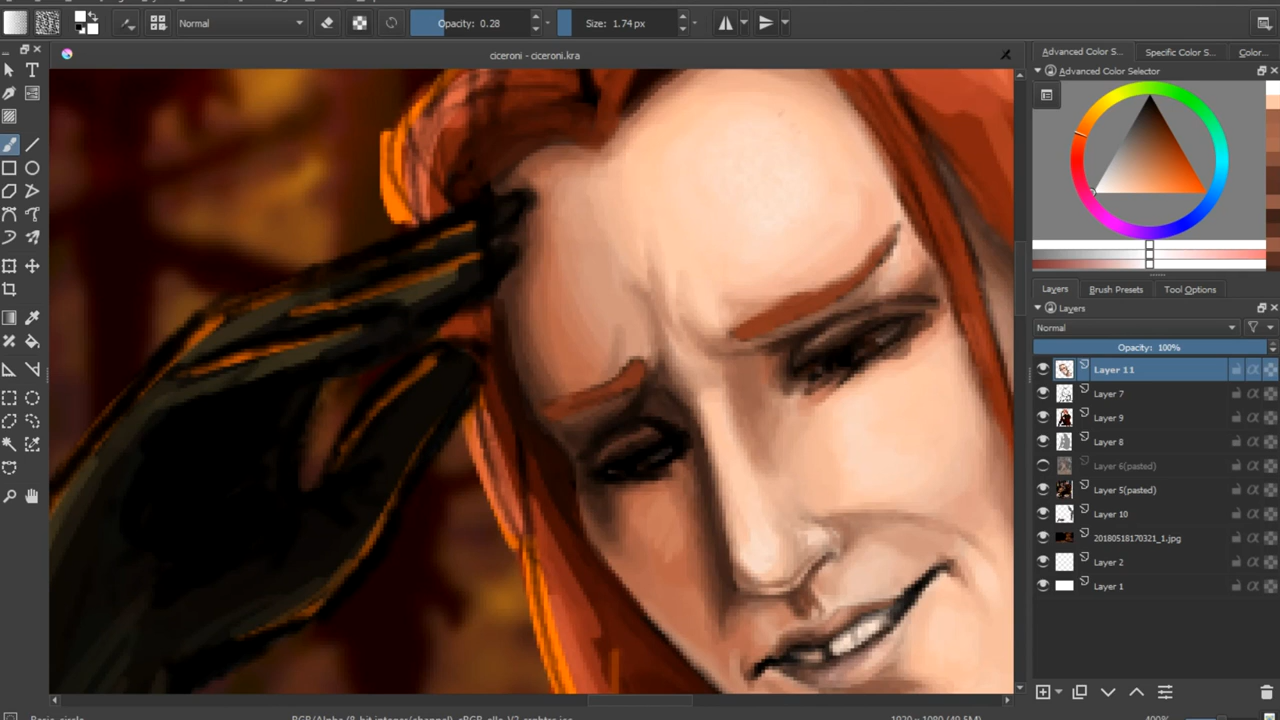 Normal
Opacity: 0.28
Size: 1.74 px
ciceroni - ciceroni.kra
Advanced Color S...
Specific Color S...
Color...
Advanced Color Selector
Layers
Brush Presets
Tool Options
Layers
Normal
Opacity: 100%
Layer 11
Layer 7
Layer 9
Layer 8
Layer 6(pasted)
Layer 5(pasted)
Layer 10
20180518170321_1.jpg
Layer 2
Layer 1